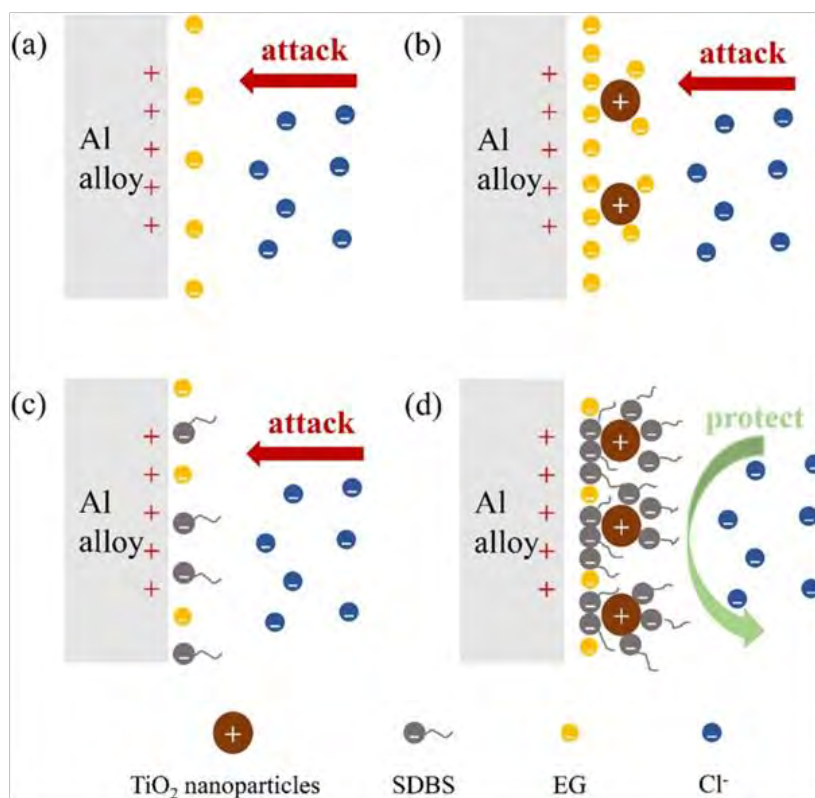 (a)
attack
Al
alloy
+
+
+
+
+
(b)
attack
Al
alloy
+
+
+
+
+
+
+
(c)
attack
Al
alloy
+
+
+
+
+
(d)
protect
Al
alloy
+
+
+
+
+
+
+
+
+
TiO₂ nanoparticles
SDBS
EG
Cl⁻